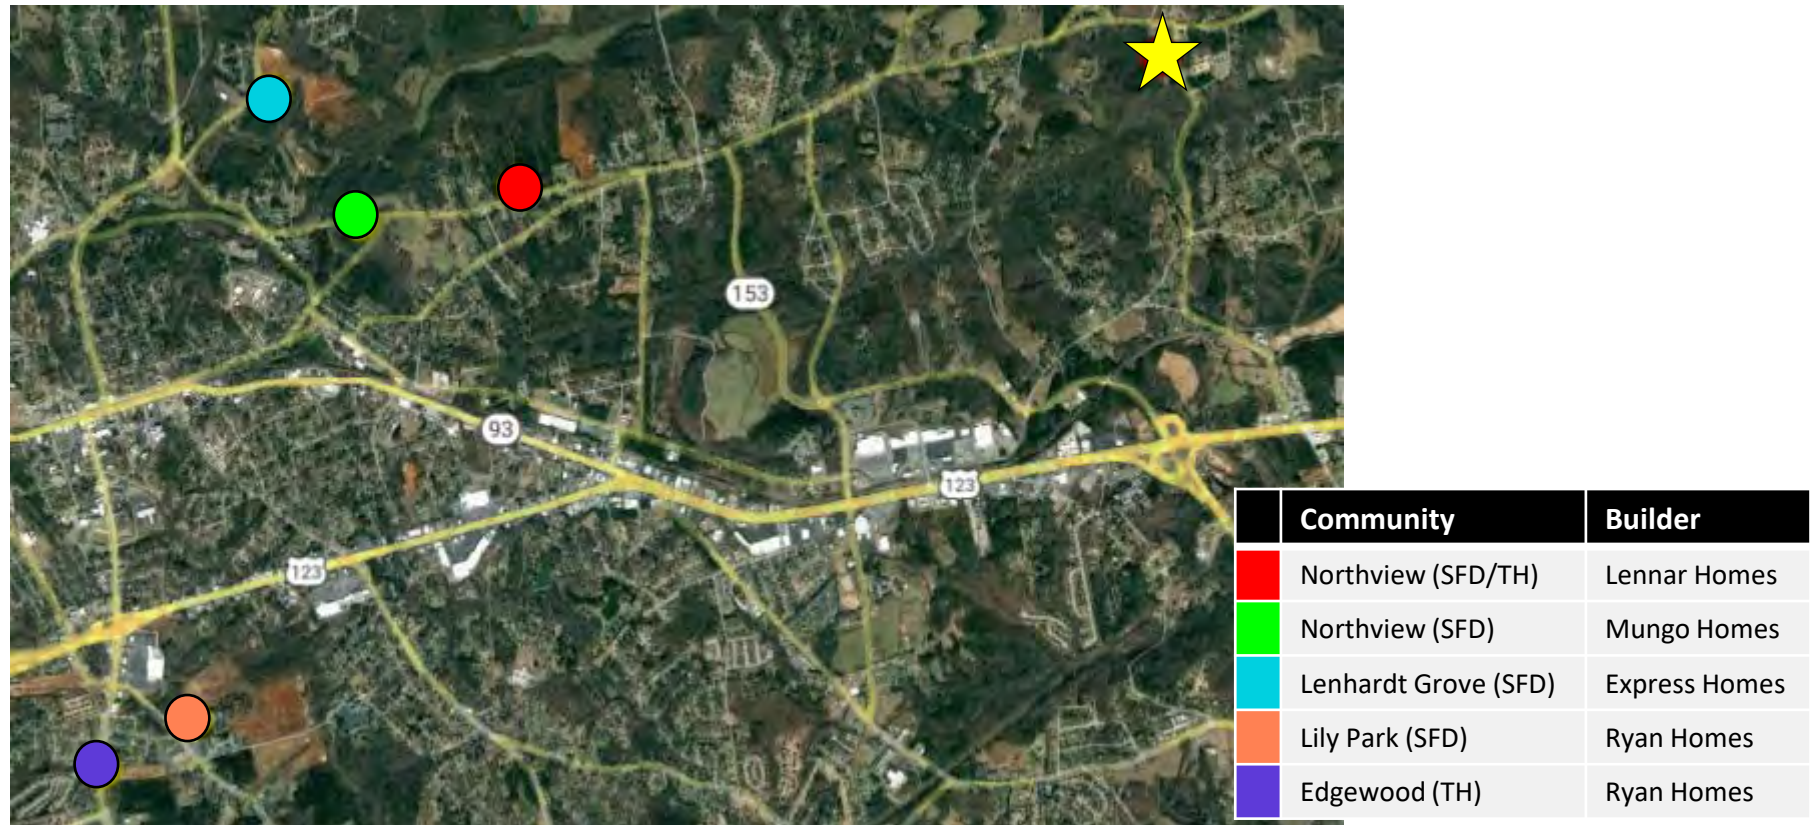 153
93
123
123
Community Builder
Northview (SFD/TH) Lennar Homes
Northview (SFD) Mungo Homes
Lenhardt Grove (SFD) Express Homes
Lily Park (SFD) Ryan Homes
Edgewood (TH) Ryan Homes